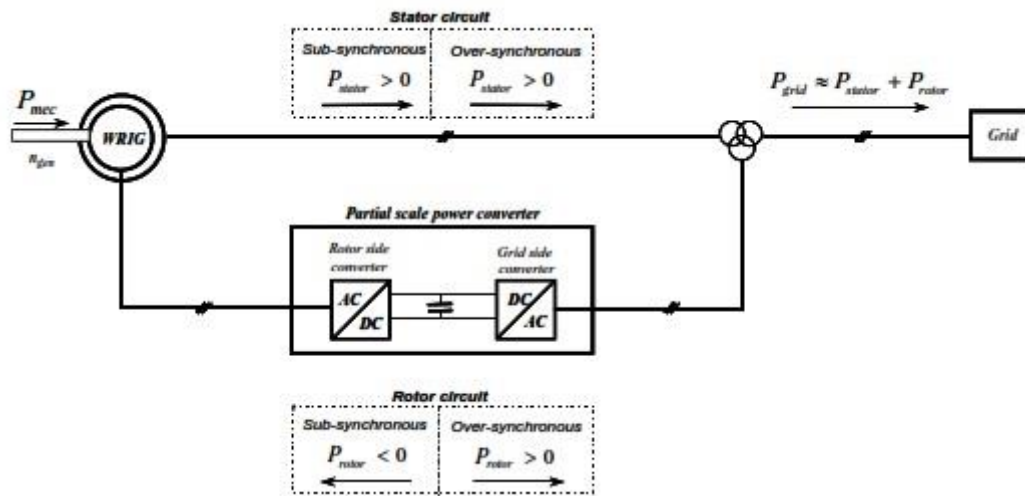 Stator circuit
Sub-synchronous
P_stator > 0
Over-synchronous
P_stator > 0
P_grid ≈ P_stator + P_rotor
P_mec
WRIG
n_gen
Grid
Partial scale power converter
Rotor side
converter
Grid side
converter
AC
DC
DC
AC
Rotor circuit
Sub-synchronous
P_rotor < 0
Over-synchronous
P_rotor > 0